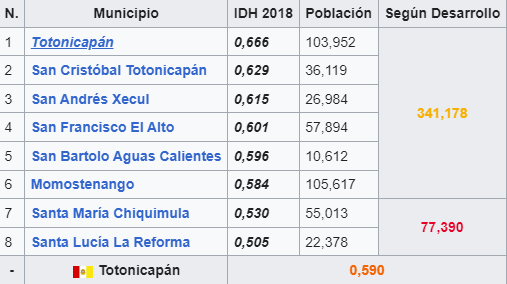 N. Municipio IDH 2018 Población Según Desarrollo
1 Totonicapán 0,666 103,952 341,178
2 San Cristóbal Totonicapán 0,629 36,119
3 San Andrés Xecul 0,615 26,984
4 San Francisco El Alto 0,601 57,894
5 San Bartolo Aguas Calientes 0,596 10,612
6 Momostenango 0,584 105,617
7 Santa María Chiquimula 0,530 55,013 77,390
8 Santa Lucía La Reforma 0,505 22,378
- Totonicapán 0,590